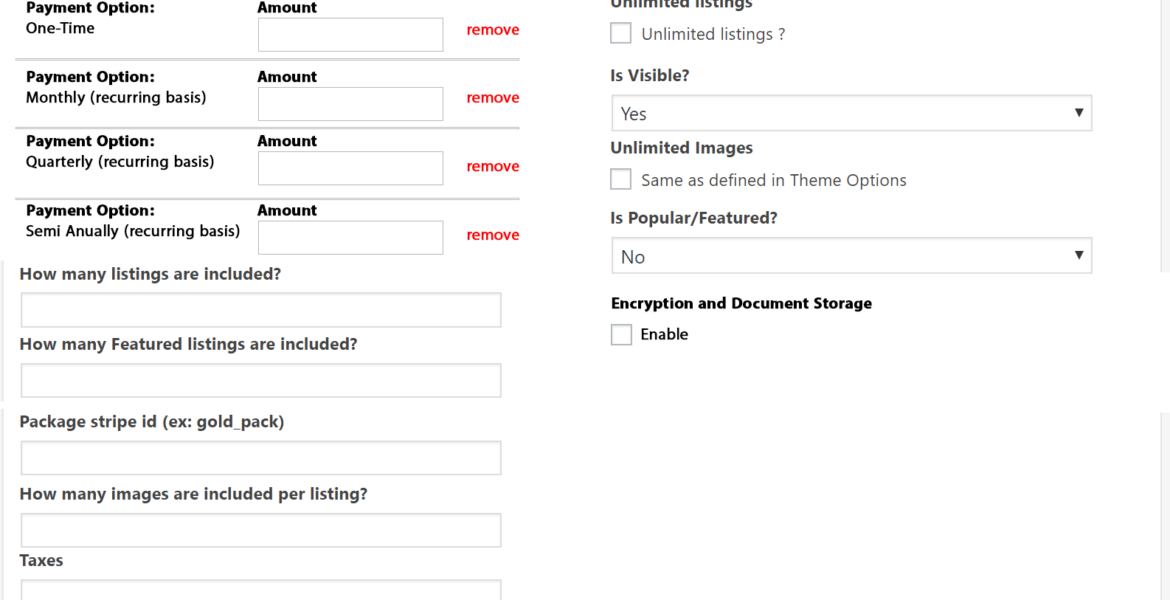 Payment Option:
Amount
One-Time
remove
Payment Option:
Amount
Monthly (recurring basis)
remove
Payment Option:
Amount
Quarterly (recurring basis)
remove
Payment Option:
Amount
Semi Anually (recurring basis)
remove
How many listings are included?
How many Featured listings are included?
Package stripe id (ex: gold_pack)
How many images are included per listing?
Taxes
Unlimited listings
Unlimited listings ?
Is Visible?
Yes
Unlimited Images
Same as defined in Theme Options
Is Popular/Featured?
No
Encryption and Document Storage
Enable